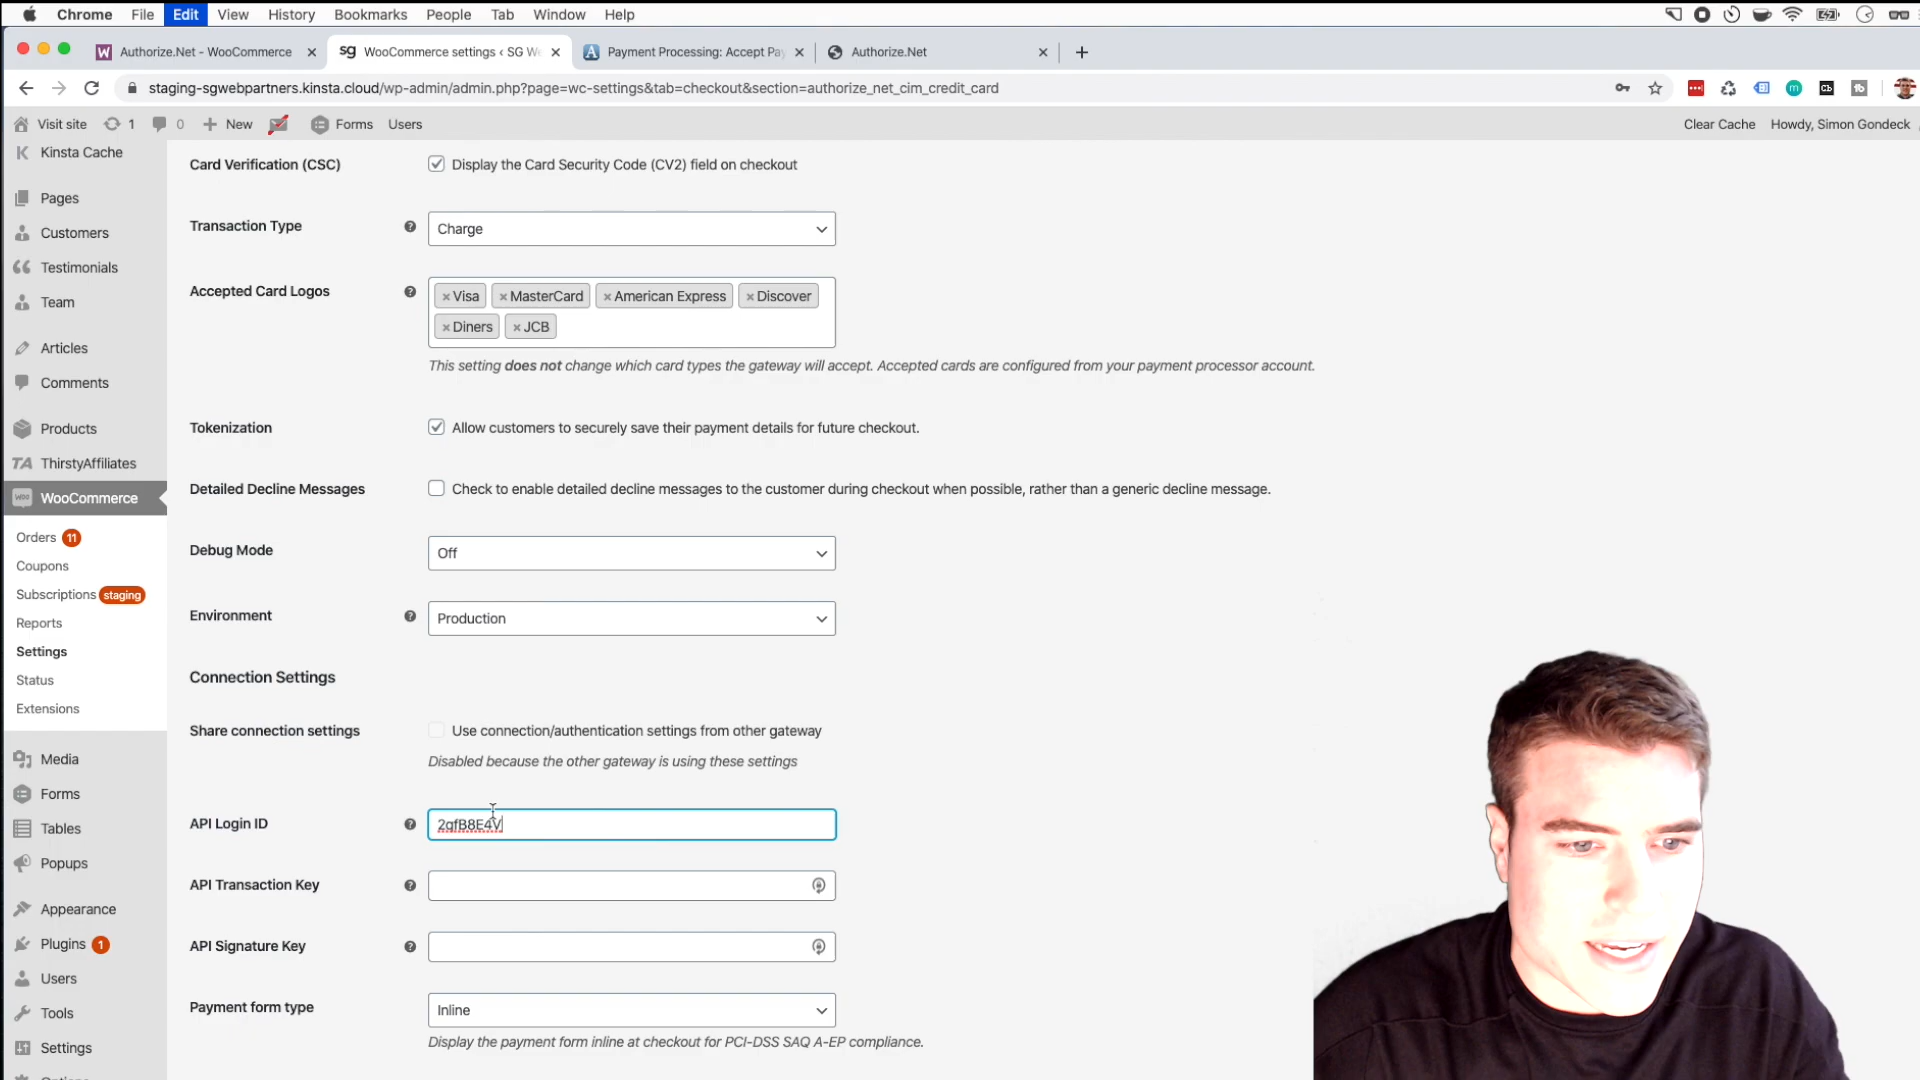 Chrome File Edit View History Bookmarks People Tab Window Help
Authorize.Net - WooCommerce
sg WooCommerce settings ‹ SG We
Payment Processing: Accept Pay
Authorize.Net
staging-sgwebpartners.kinsta.cloud/wp-admin/admin.php?page=wc-settings&tab=checkout&section=authorize_net_cim_credit_card
Visit site 1 0 New Forms Users Clear Cache Howdy, Simon Gondeck
Kinsta Cache
Pages
Customers
Testimonials
Team
Articles
Comments
Products
TA ThirstyAffiliates
WooCommerce
Orders 11
Coupons
Subscriptions staging
Reports
Settings
Status
Extensions
Media
Forms
Tables
Popups
Appearance
Plugins 1
Users
Tools
Settings
Card Verification (CSC) Display the Card Security Code (CV2) field on checkout
Transaction Type Charge
Accepted Card Logos × Visa × MasterCard × American Express × Discover
× Diners × JCB
This setting does not change which card types the gateway will accept. Accepted cards are configured from your payment processor account.
Tokenization Allow customers to securely save their payment details for future checkout.
Detailed Decline Messages Check to enable detailed decline messages to the customer during checkout when possible, rather than a generic decline message.
Debug Mode Off
Environment Production
Connection Settings
Share connection settings Use connection/authentication settings from other gateway
Disabled because the other gateway is using these settings
API Login ID
API Transaction Key
API Signature Key
Payment form type Inline
Display the payment form inline at checkout for PCI-DSS SAQ A-EP compliance.